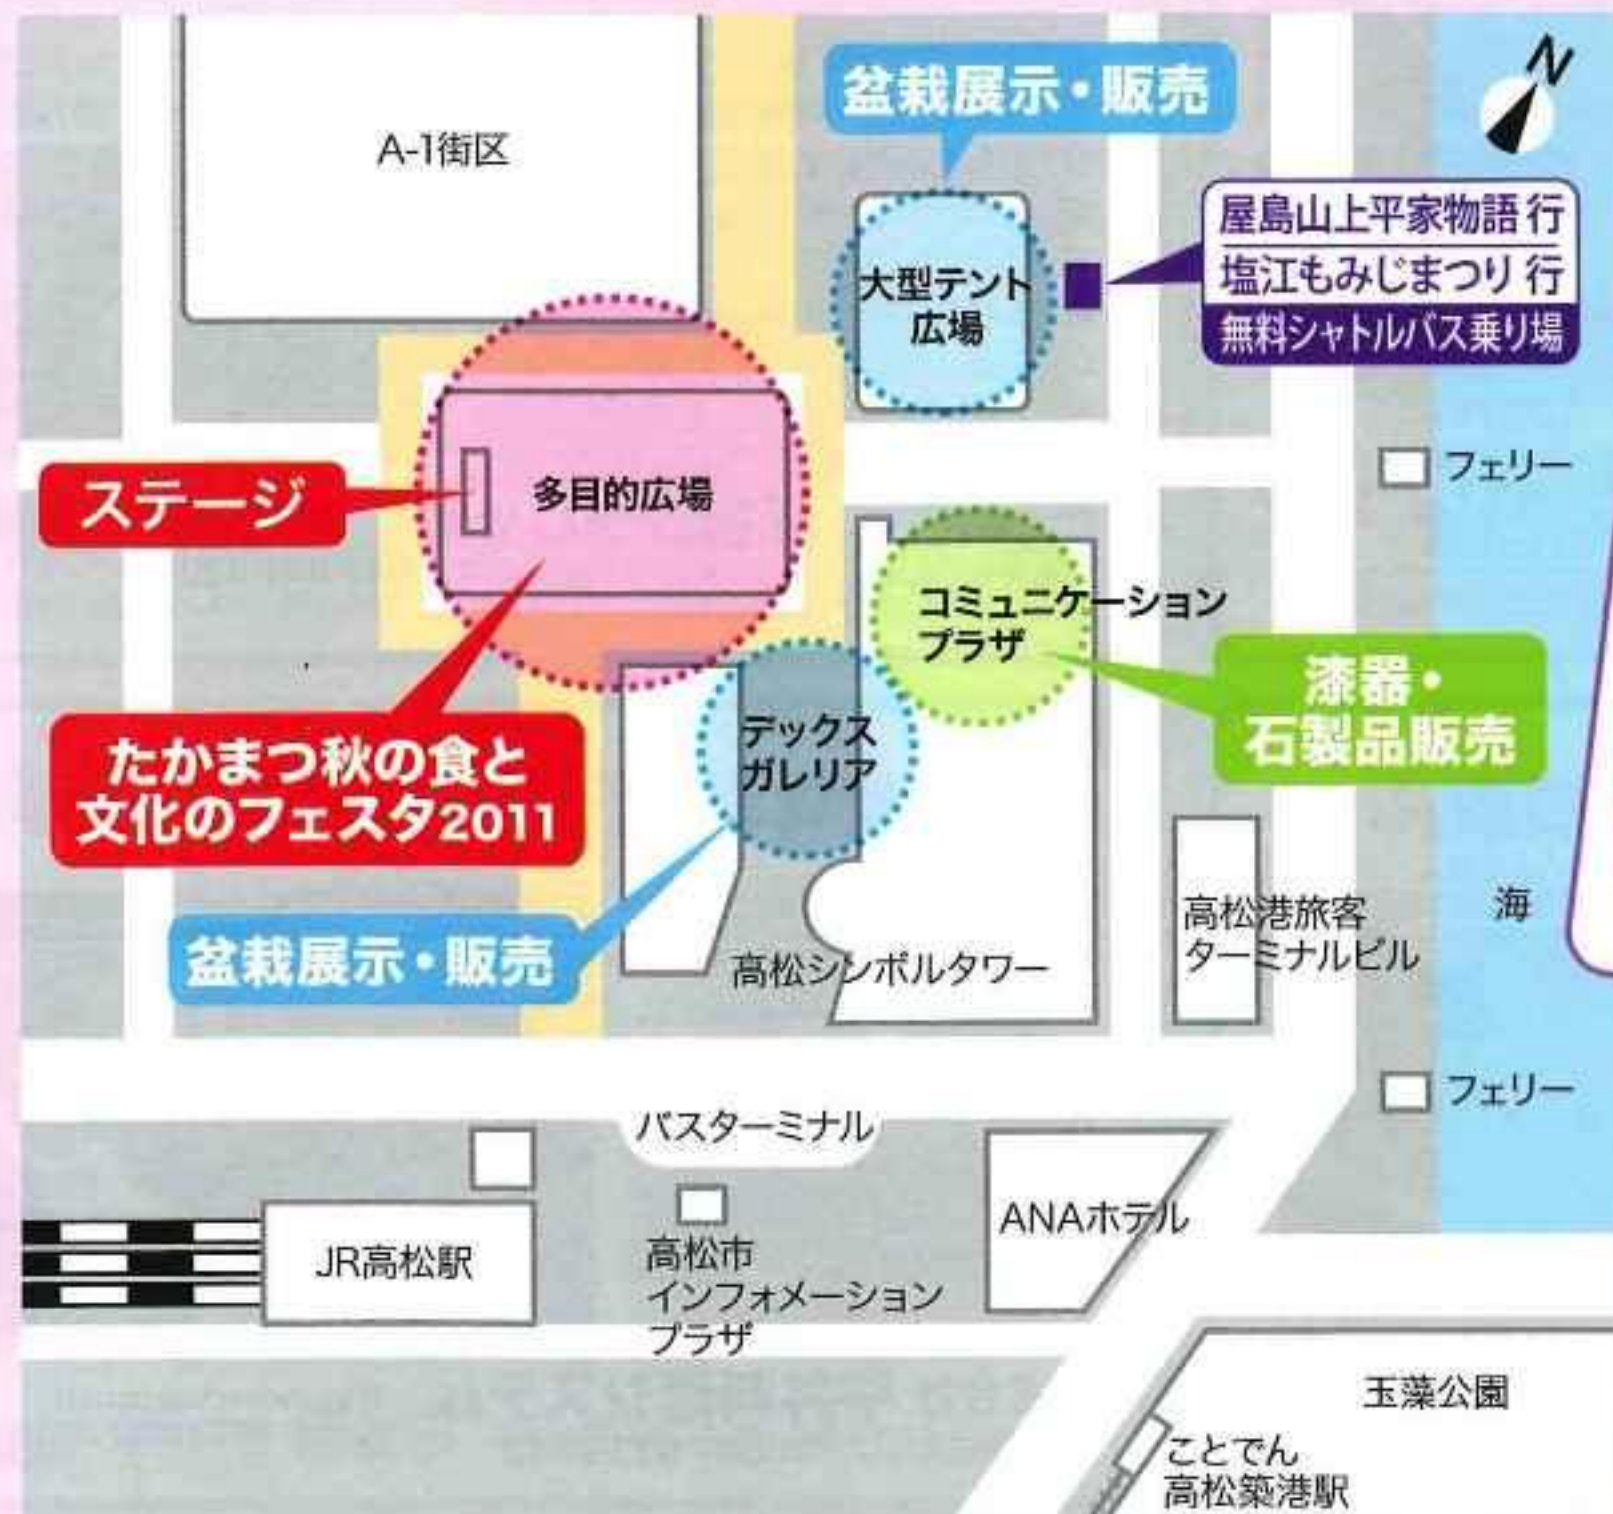 N
盆栽展示・販売
A-1街区
屋島山上平家物語 行
塩江もみじまつり 行
無料シャトルバス乗り場
大型テント
広場
フェリー
ステージ
多目的広場
コミュニケーション
プラザ
漆器・
石製品販売
たかまつ秋の食と
文化のフェスタ2011
デックス
ガレリア
盆栽展示・販売
高松シンボルタワー
高松港旅客
ターミナルビル
海
フェリー
バスターミナル
JR高松駅
高松市
インフォメーション
プラザ
ANAホテル
玉藻公園
ことでん
高松築港駅